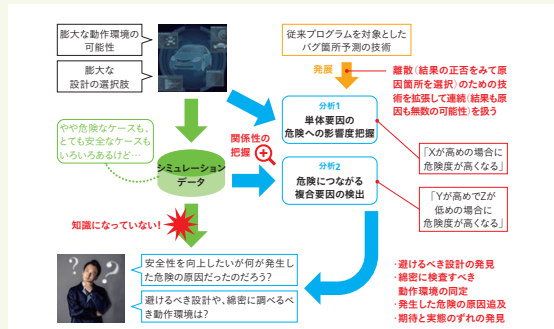 膨大な動作環境の
可能性
膨大な
設計の選択肢
従来プログラムを対象とした
バグ箇所予測の技術
発展
離散（結果の正否をみて原
因箇所を選択）のための技
術を拡張して連続（結果も原
因も無数の可能性）を扱う
やや危険なケースも、
とても安全なケースも
いろいろあるけど…
関係性の
把握
シミュレーション
データ
分析1
単体要因の
危険への影響度把握
分析2
危険につながる
複合要因の検出
「Xが高めの場合に
危険度が高くなる」
「Yが高めでZが
低めの場合に
危険度が高くなる」
知識になっていない！
? ?
安全性を向上したいが何が発生し
た危険の原因だったのだろう？
避けるべき設計や、綿密に調べるべ
き動作環境は？
・避けるべき設計の発見
・綿密に検査すべき
動作環境の同定
・発生した危険の原因追及
・期待と実態のずれの発見